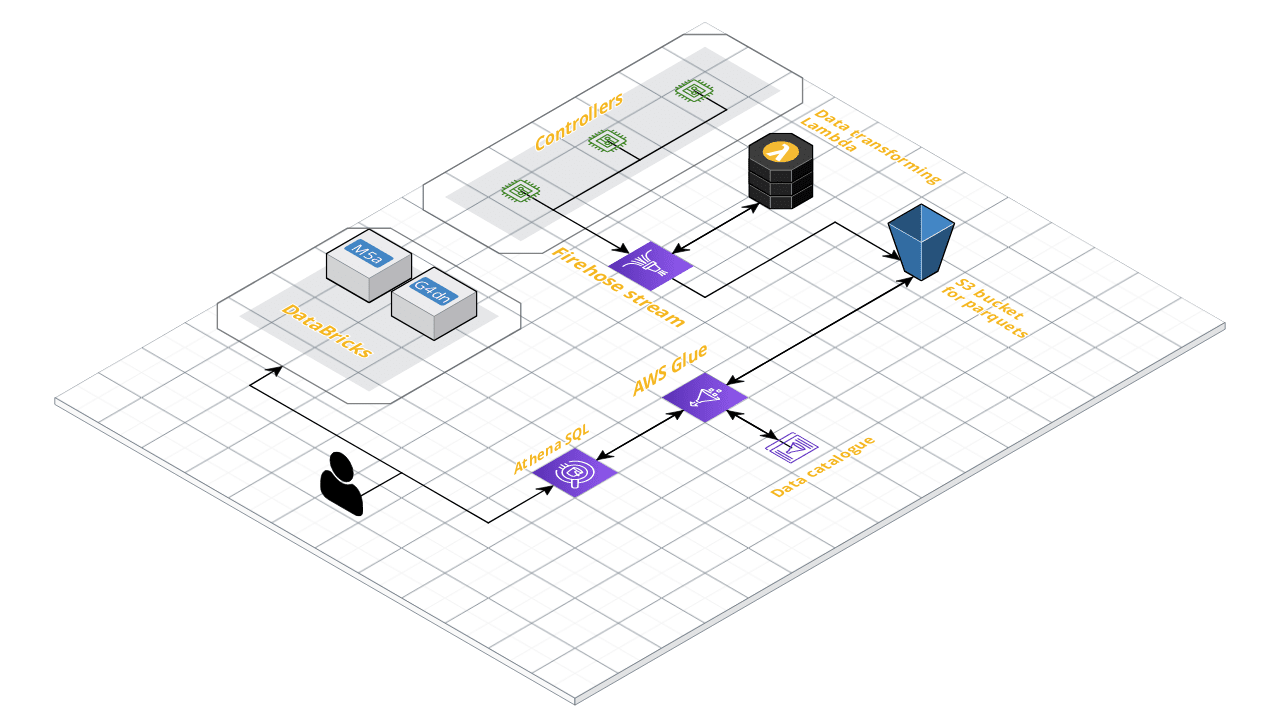 Controllers
Data transforming
Lambda
λ
M5a
G4dn
DataBricks
Firehose stream
S3 bucket
for parquets
AWS Glue
Athena SQL
Data catalogue